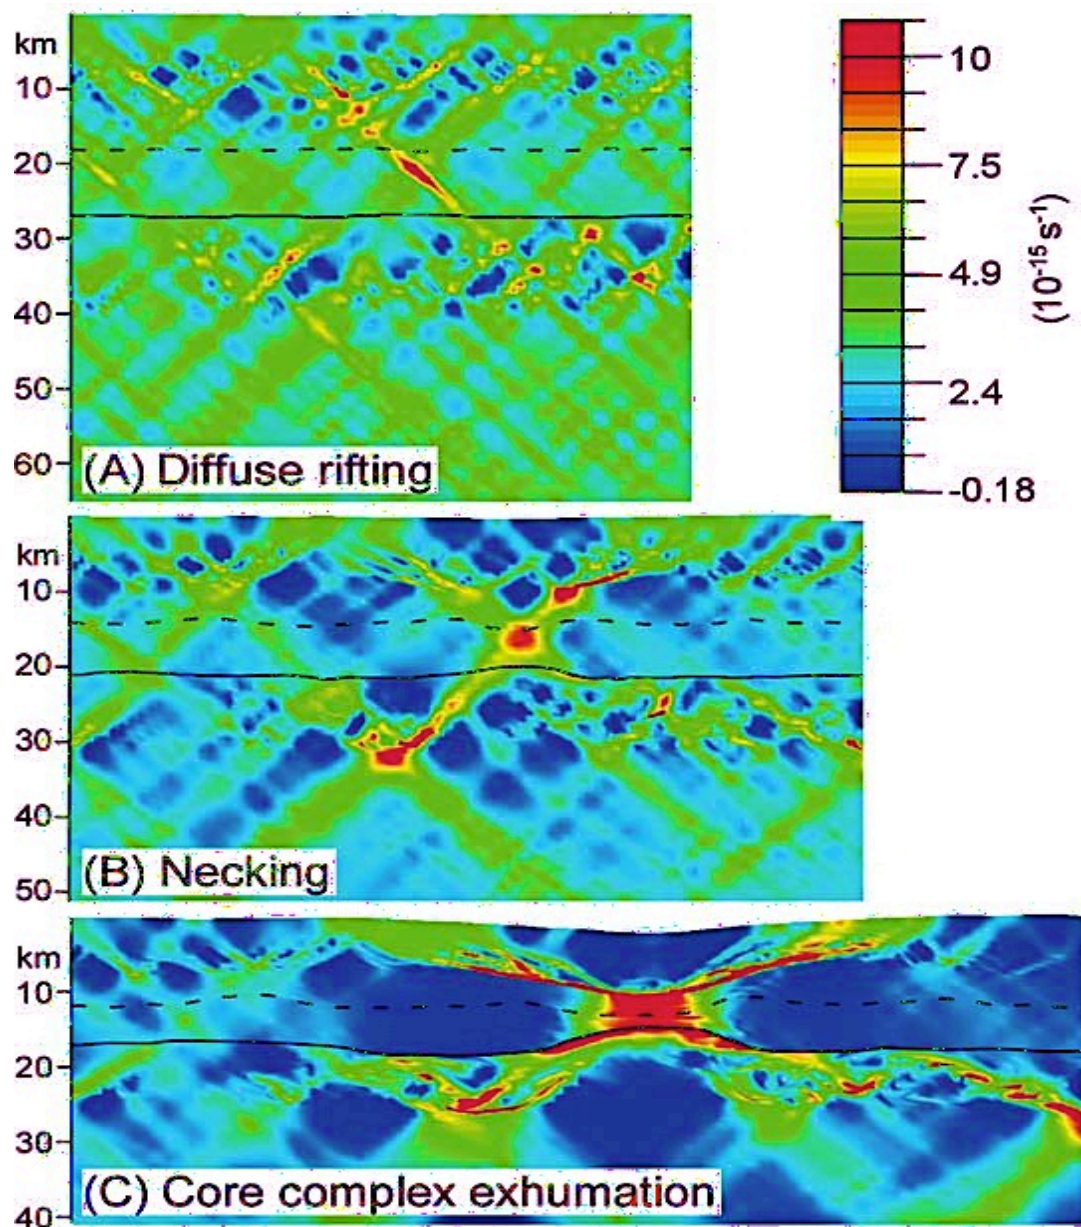 km
10
20
30
40
50
60
(A) Diffuse rifting
10
7.5
4.9
2.4
-0.18
(10⁻¹⁵s⁻¹)
km
10
20
30
40
50
(B) Necking
km
10
20
30
40
(C) Core complex exhumation